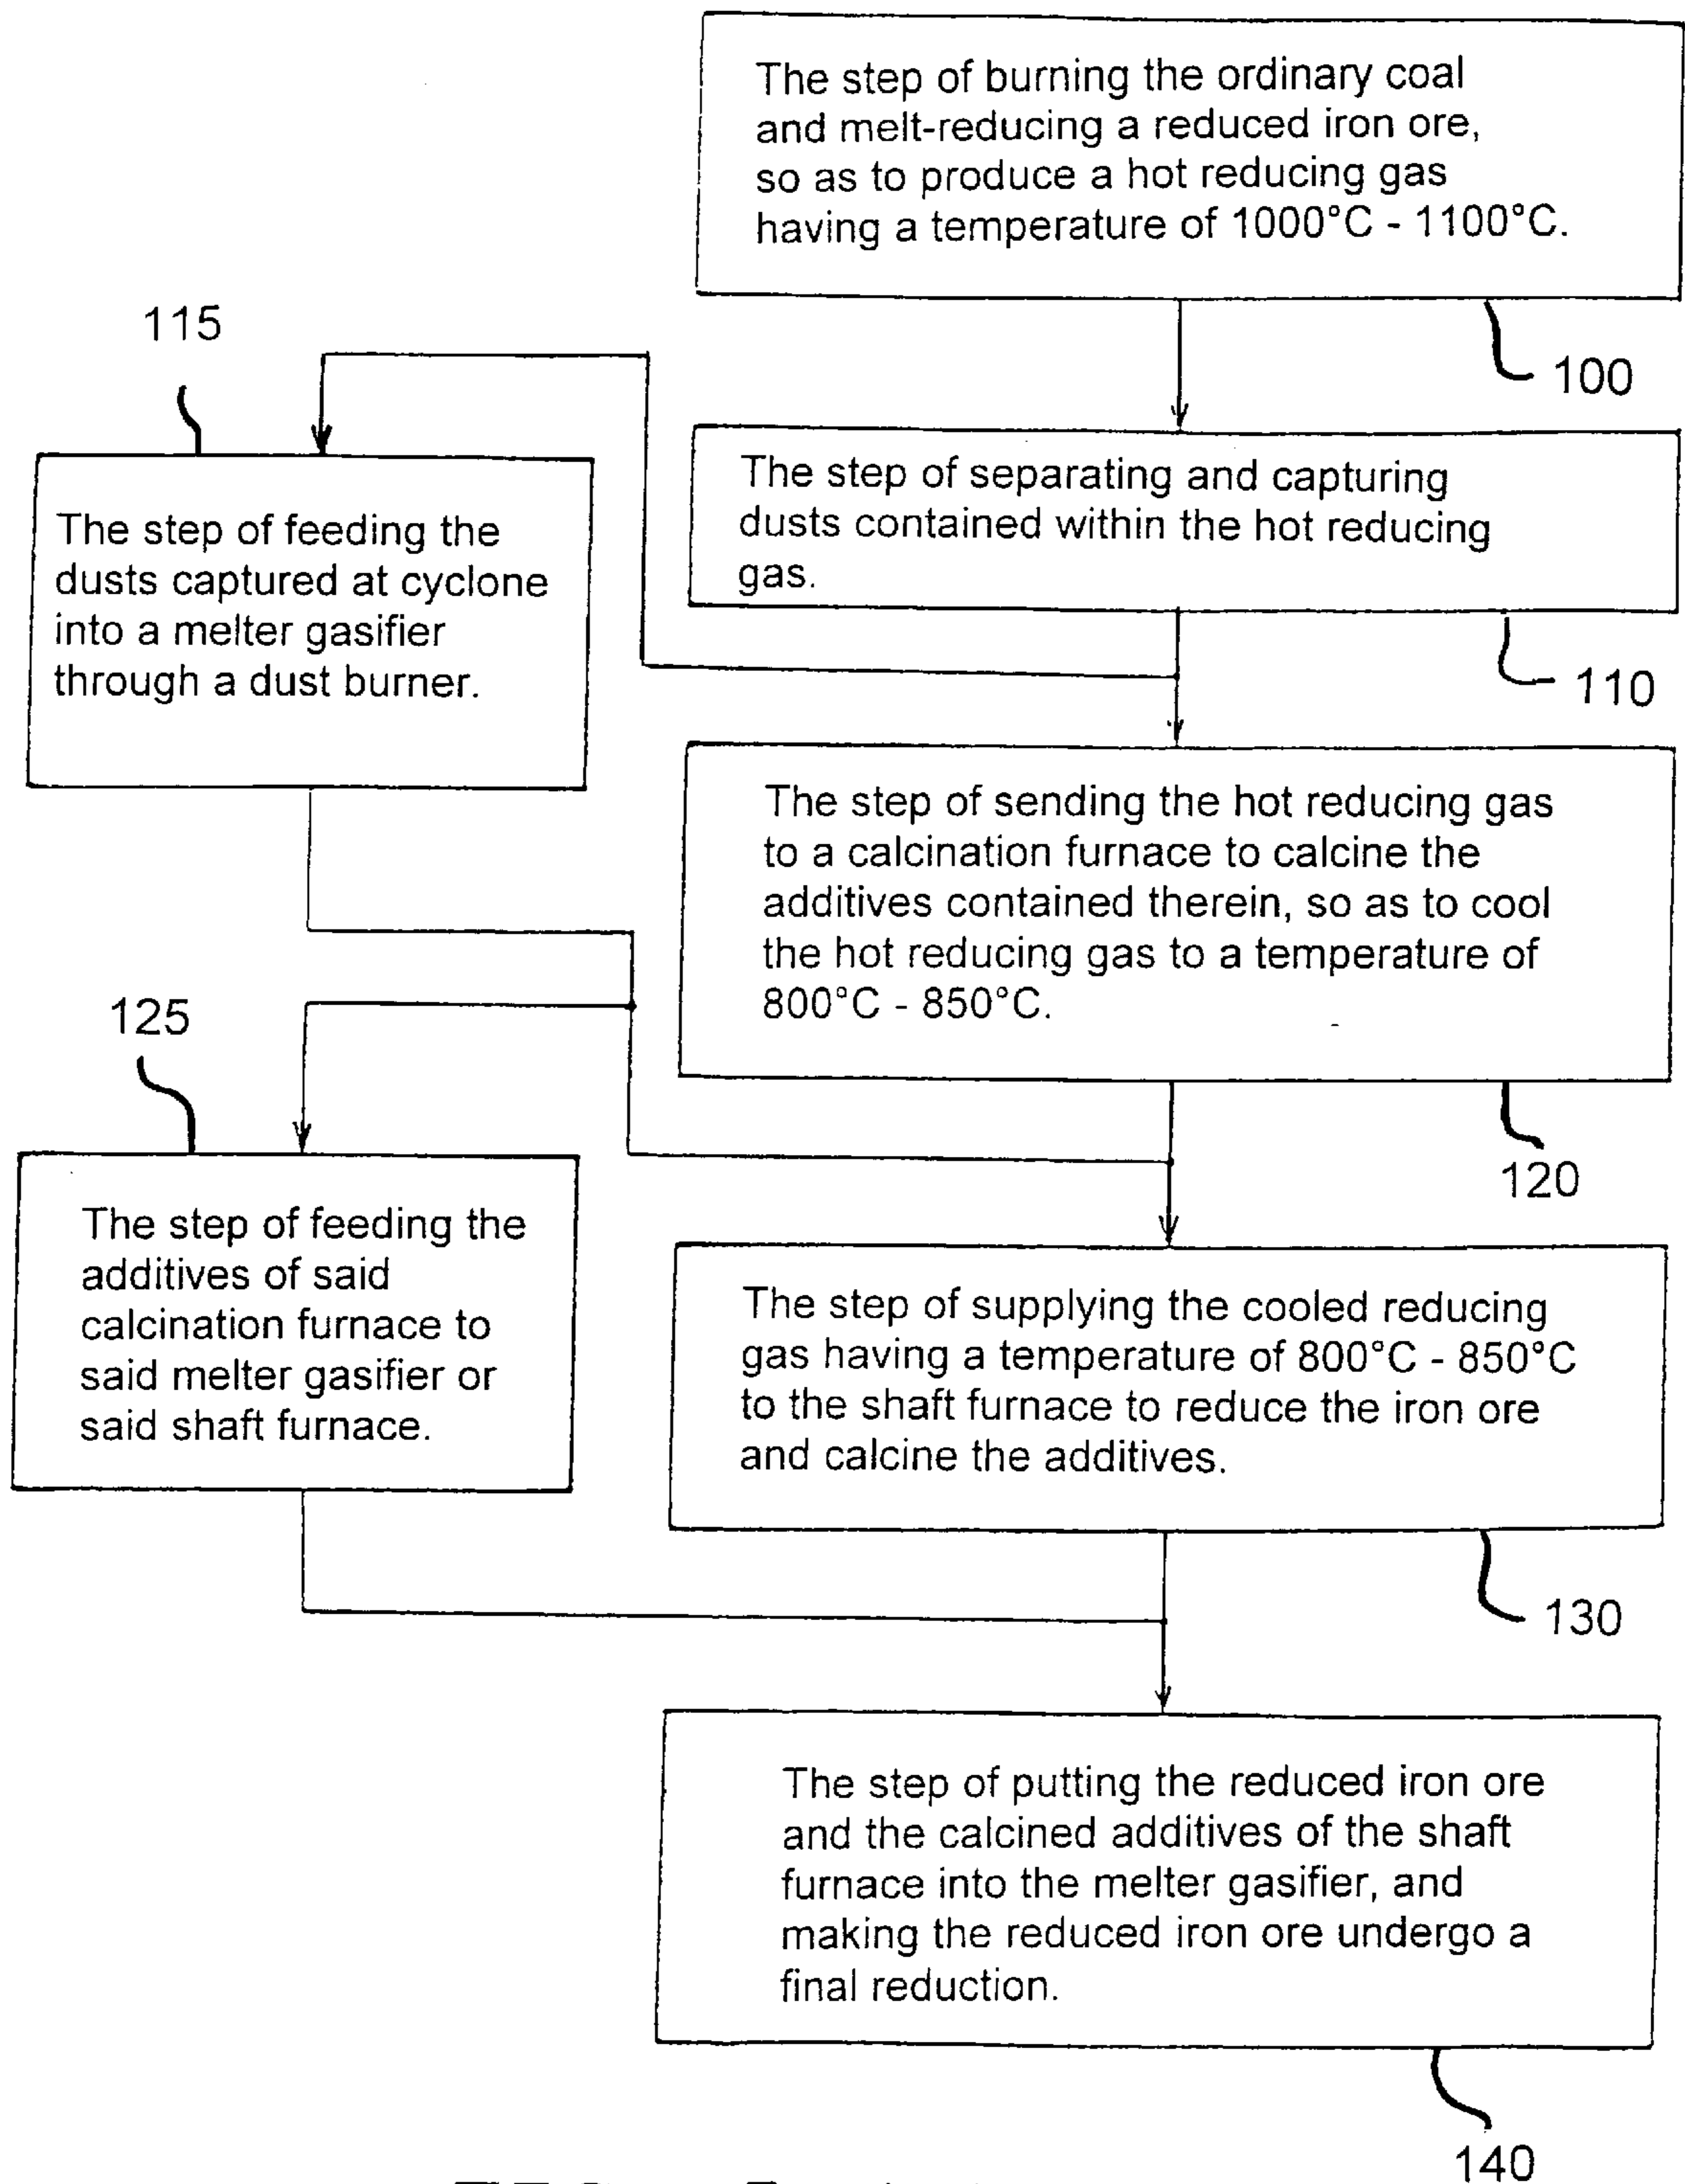 The step of burning the ordinary coal
and melt-reducing a reduced iron ore,
so as to produce a hot reducing gas
having a temperature of 1000°C - 1100°C.
100
115
The step of separating and capturing
dusts contained within the hot reducing
gas.
110
The step of feeding the
dusts captured at cyclone
into a melter gasifier
through a dust burner.
The step of sending the hot reducing gas
to a calcination furnace to calcine the
additives contained therein, so as to cool
the hot reducing gas to a temperature of
800°C - 850°C.
120
125
The step of feeding the
additives of said
calcination furnace to
said melter gasifier or
said shaft furnace.
The step of supplying the cooled reducing
gas having a temperature of 800°C - 850°C
to the shaft furnace to reduce the iron ore
and calcine the additives.
130
The step of putting the reduced iron ore
and the calcined additives of the shaft
furnace into the melter gasifier, and
making the reduced iron ore undergo a
final reduction.
140